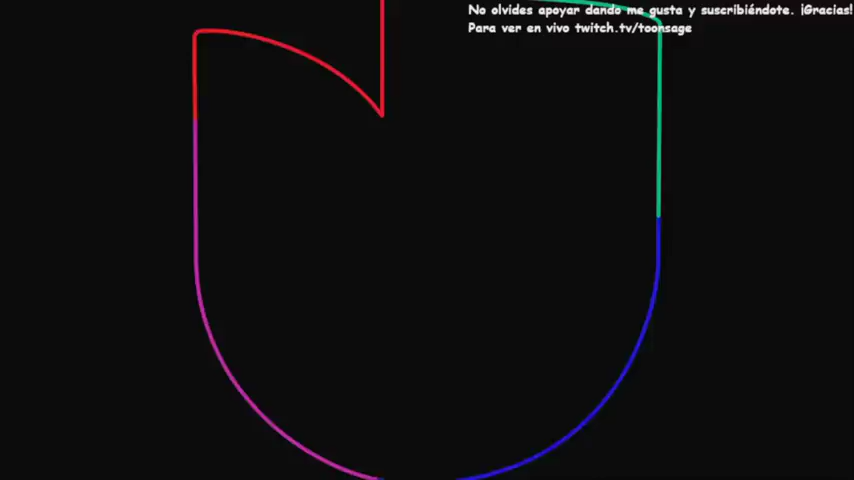 No olvides apoyar dando me gusta y suscribiéndote. ¡Gracias!
Para ver en vivo twitch.tv/toonsage